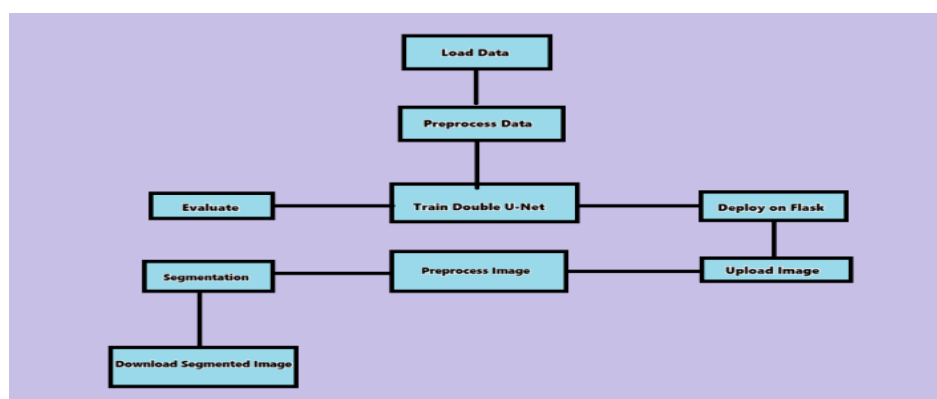 Load Data
Preprocess Data
Evaluate
Train Double U-Net
Deploy on Flask
Segmentation
Preprocess Image
Upload Image
Download Segmented Image